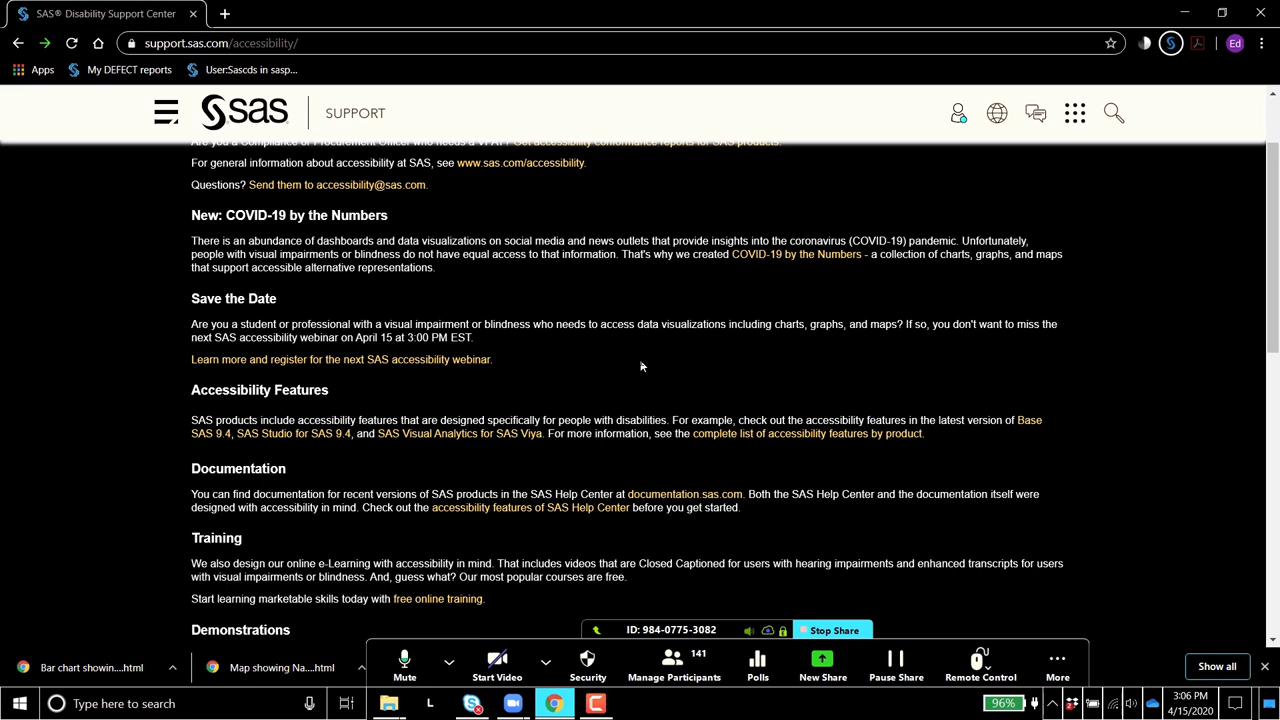 SAS® Disability Support Center
support.sas.com/accessibility/
Apps
My DEFECT reports
User:Sascds in sasp...
Ed
sas
SUPPORT
Are you a Compliance or Procurement Officer who needs a VPAT? Get accessibility conformance reports for SAS products.
For general information about accessibility at SAS, see www.sas.com/accessibility.
Questions? Send them to accessibility@sas.com.
New: COVID-19 by the Numbers
There is an abundance of dashboards and data visualizations on social media and news outlets that provide insights into the coronavirus (COVID-19) pandemic. Unfortunately,
people with visual impairments or blindness do not have equal access to that information. That's why we created COVID-19 by the Numbers - a collection of charts, graphs, and maps
that support accessible alternative representations.
Save the Date
Are you a student or professional with a visual impairment or blindness who needs to access data visualizations including charts, graphs, and maps? If so, you don't want to miss the
next SAS accessibility webinar on April 15 at 3:00 PM EST.
Learn more and register for the next SAS accessibility webinar.
Accessibility Features
SAS products include accessibility features that are designed specifically for people with disabilities. For example, check out the accessibility features in the latest version of Base
SAS 9.4, SAS Studio for SAS 9.4, and SAS Visual Analytics for SAS Viya. For more information, see the complete list of accessibility features by product.
Documentation
You can find documentation for recent versions of SAS products in the SAS Help Center at documentation.sas.com. Both the SAS Help Center and the documentation itself were
designed with accessibility in mind. Check out the accessibility features of SAS Help Center before you get started.
Training
We also design our online e-Learning with accessibility in mind. That includes videos that are Closed Captioned for users with hearing impairments and enhanced transcripts for users
with visual impairments or blindness. And, guess what? Our most popular courses are free.
Start learning marketable skills today with free online training.
Demonstrations
ID: 984-0775-3082
Stop Share
Bar chart showin....html
Map showing Na....html
141
Mute
Start Video
Security
Manage Participants
Polls
New Share
Pause Share
Remote Control
More
Show all
Type here to search
L
96%
3:06 PM
4/15/2020